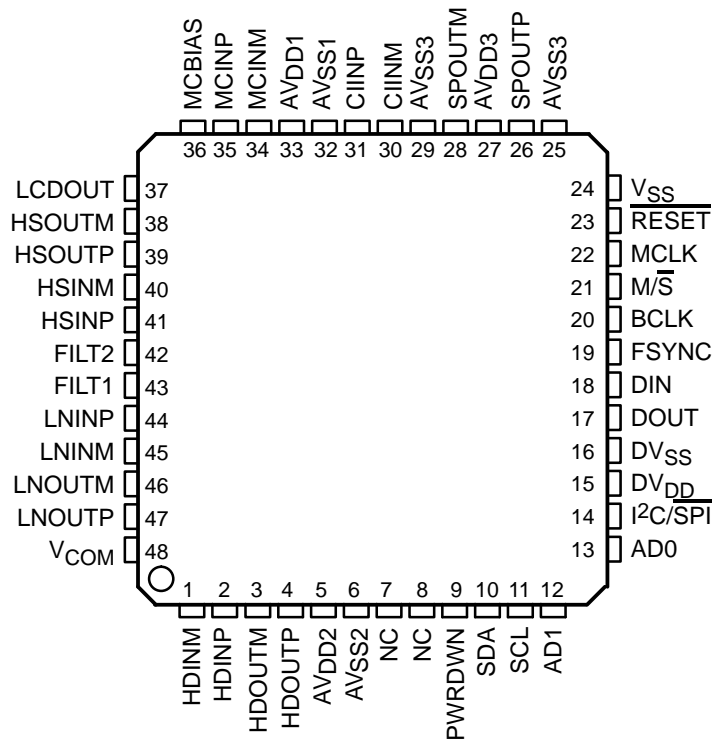 MCBIAS
MCINP
MCINM
AVDD1
AVSS1
CIINP
CIINM
AVSS3
SPOUTM
AVDD3
SPOUTP
AVSS3
36 35 34 33 32 31 30 29 28 27 26 25
LCDOUT 37
HSOUTM 38
HSOUTP 39
HSINM 40
HSINP 41
FILT2 42
FILT1 43
LNINP 44
LNINM 45
LNOUTM 46
LNOUTP 47
VCOM 48
24 VSS
23 RESET
22 MCLK
21 M/S
20 BCLK
19 FSYNC
18 DIN
17 DOUT
16 DVSS
15 DVDD
14 I2C/SPI
13 AD0
1 2 3 4 5 6 7 8 9 10 11 12
HDINM
HDINP
HDOUTM
HDOUTP
AVDD2
AVSS2
NC
NC
PWRDWN
SDA
SCL
AD1